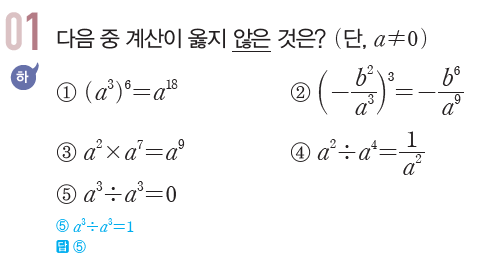 01 다음 중 계산이 옳지 않은 것은? (단, a≠0)
하
① (a³)⁶=a¹⁸ ② (−b²/a³)³=−b⁶/a⁹
③ a²×a⁷=a⁹ ④ a²÷a⁴=1/a²
⑤ a³÷a³=0
⑤ a³÷a³=1
답 ⑤